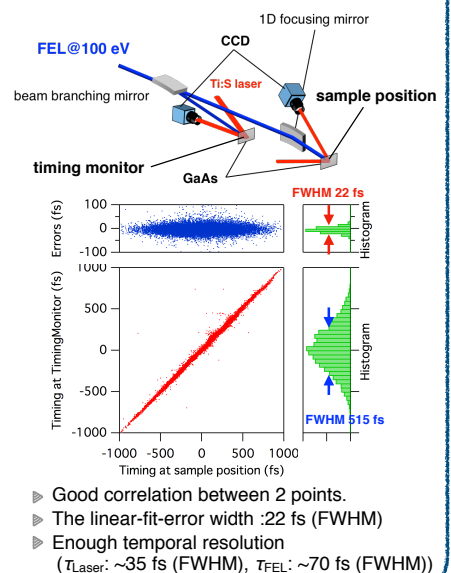 1D focusing mirror
CCD
FEL@100 eV
Ti:S laser
beam branching mirror
sample position
timing monitor
GaAs
FWHM 22 fs
Errors (fs)
100
0
-100
Histogram
Timing at TimingMonitor (fs)
1000
500
0
-500
-1000
Histogram
FWHM 515 fs
-1000 -500 0 500 1000
Timing at sample position (fs)
Good correlation between 2 points.
The linear-fit-error width :22 fs (FWHM)
Enough temporal resolution
(τLaser: ~35 fs (FWHM), τFEL: ~70 fs (FWHM))